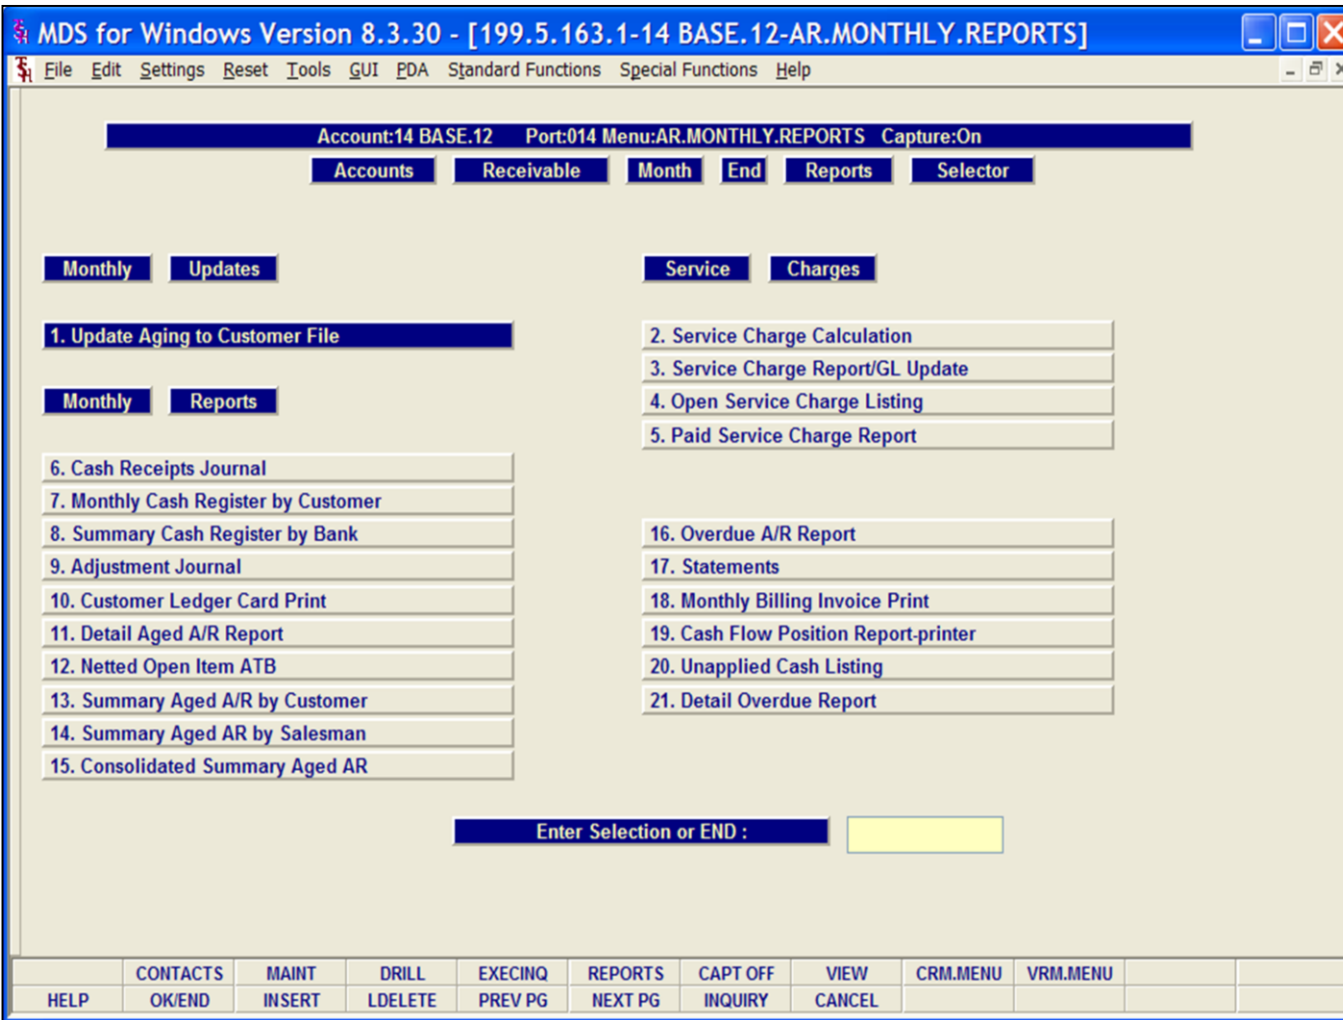 MDS for Windows Version 8.3.30 - [199.5.163.1-14 BASE.12-AR.MONTHLY.REPORTS]
File Edit Settings Reset Tools GUI PDA Standard Functions Special Functions Help
Account:14 BASE.12 Port:014 Menu:AR.MONTHLY.REPORTS Capture:On
Accounts Receivable Month End Reports Selector
Monthly Updates
Service Charges
1. Update Aging to Customer File
2. Service Charge Calculation
3. Service Charge Report/GL Update
4. Open Service Charge Listing
5. Paid Service Charge Report
Monthly Reports
6. Cash Receipts Journal
7. Monthly Cash Register by Customer
8. Summary Cash Register by Bank
9. Adjustment Journal
10. Customer Ledger Card Print
11. Detail Aged A/R Report
12. Netted Open Item ATB
13. Summary Aged A/R by Customer
14. Summary Aged AR by Salesman
15. Consolidated Summary Aged AR
16. Overdue A/R Report
17. Statements
18. Monthly Billing Invoice Print
19. Cash Flow Position Report-printer
20. Unapplied Cash Listing
21. Detail Overdue Report
Enter Selection or END :
CONTACTS MAINT DRILL EXECINQ REPORTS CAPT OFF VIEW CRM.MENU VRM.MENU
HELP OK/END INSERT LDELETE PREV PG NEXT PG INQUIRY CANCEL